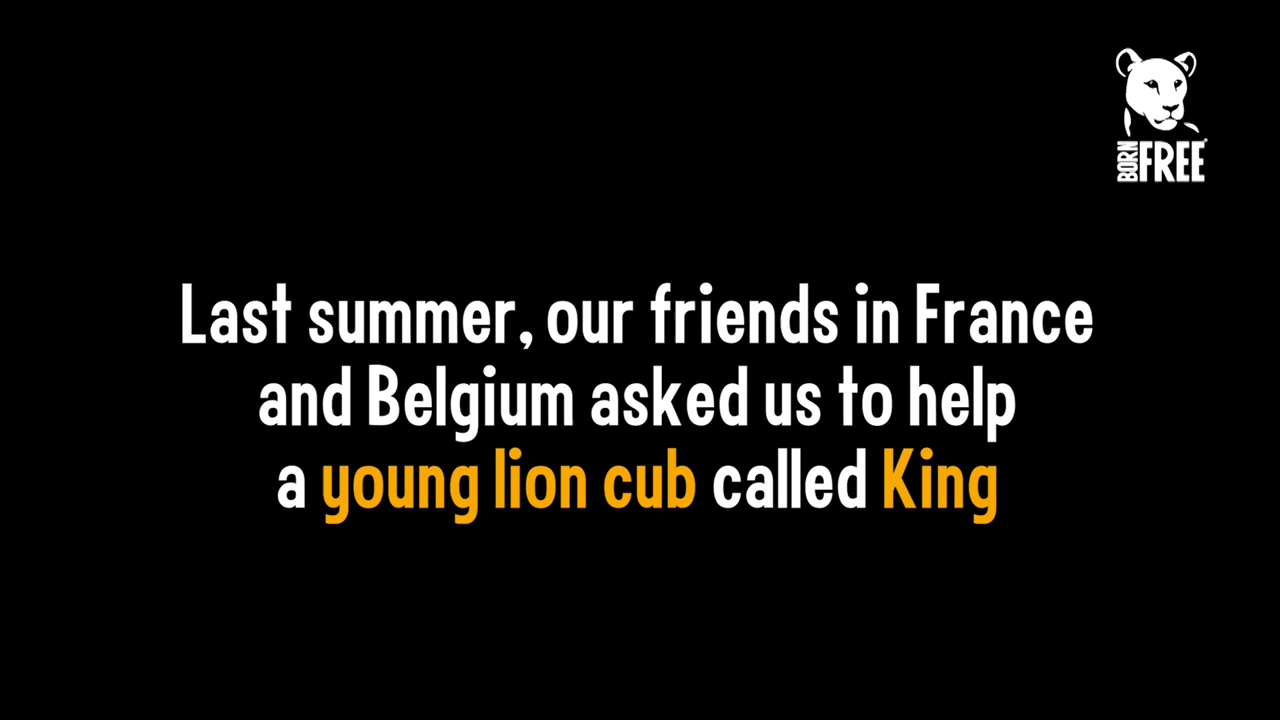 BORN FREE
Last summer, our friends in France
and Belgium asked us to help
a young lion cub called King